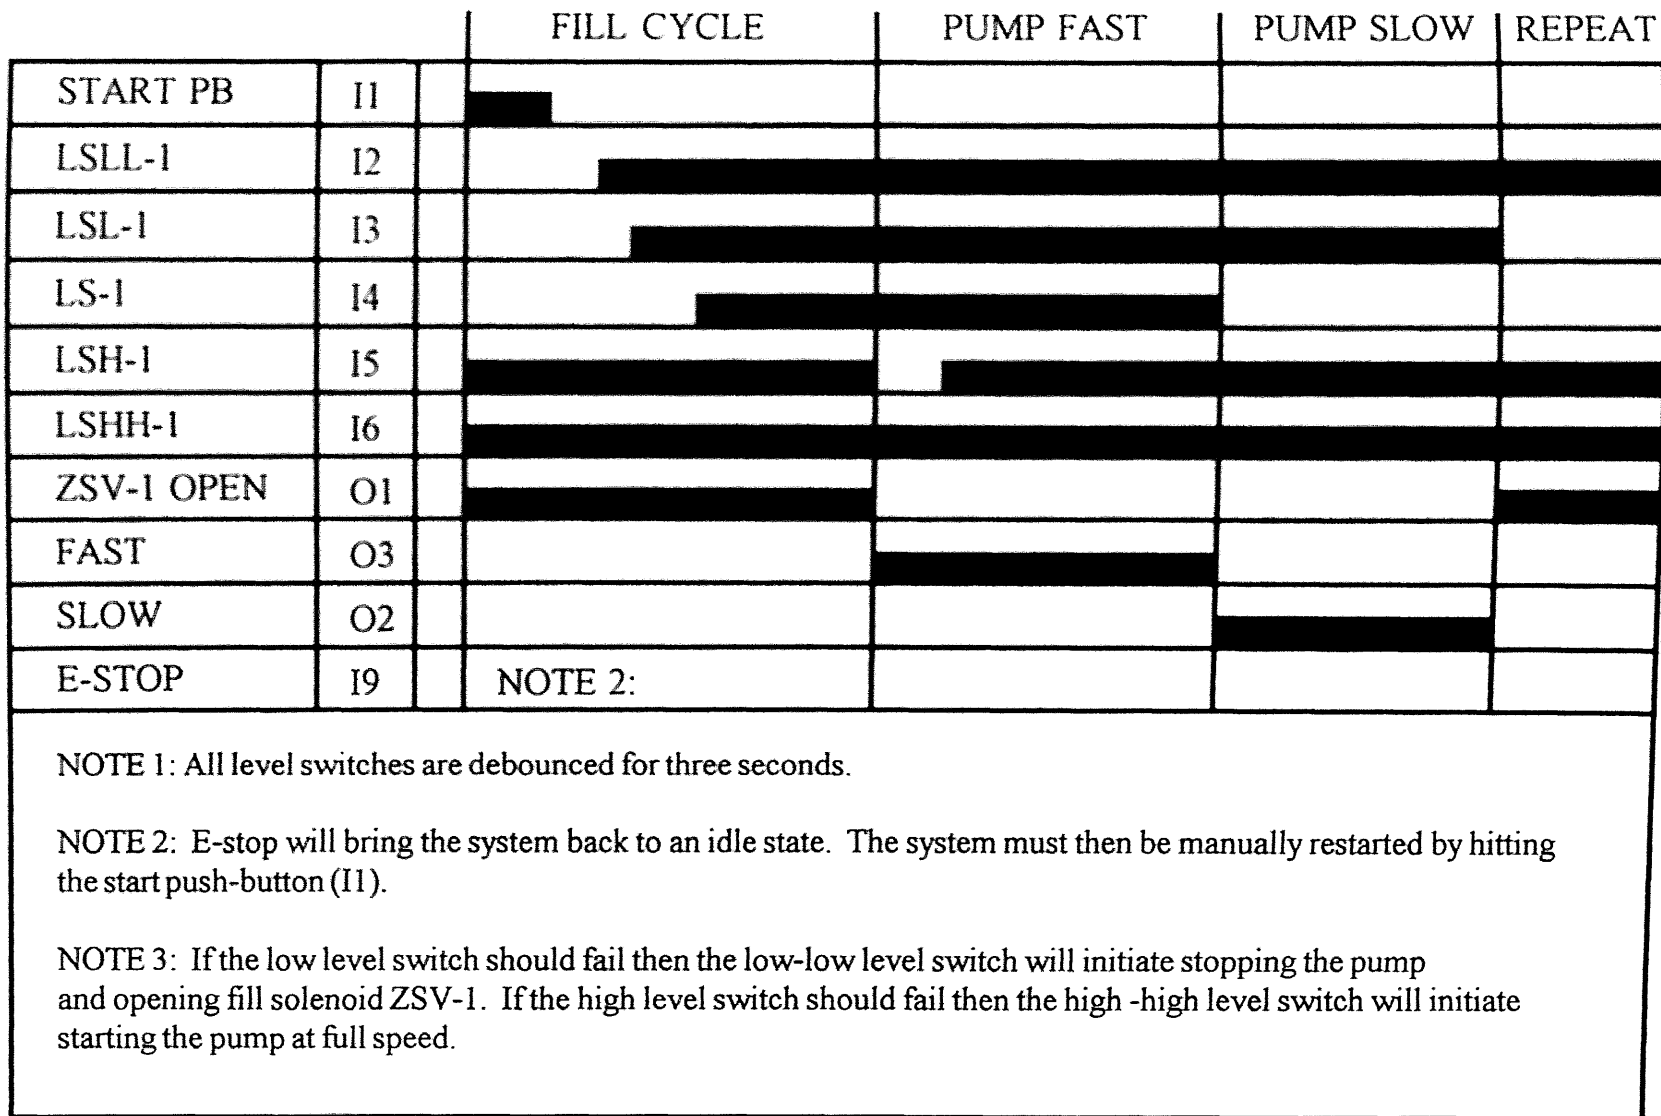 FILL CYCLE PUMP FAST PUMP SLOW REPEAT
START PB I1
LSLL-1 I2
LSL-1 I3
LS-1 I4
LSH-1 I5
LSHH-1 I6
ZSV-1 OPEN O1
FAST O3
SLOW O2
E-STOP I9 NOTE 2:
NOTE 1: All level switches are debounced for three seconds.
NOTE 2: E-stop will bring the system back to an idle state. The system must then be manually restarted by hitting
the start push-button (I1).
NOTE 3: If the low level switch should fail then the low-low level switch will initiate stopping the pump
and opening fill solenoid ZSV-1. If the high level switch should fail then the high -high level switch will initiate
starting the pump at full speed.